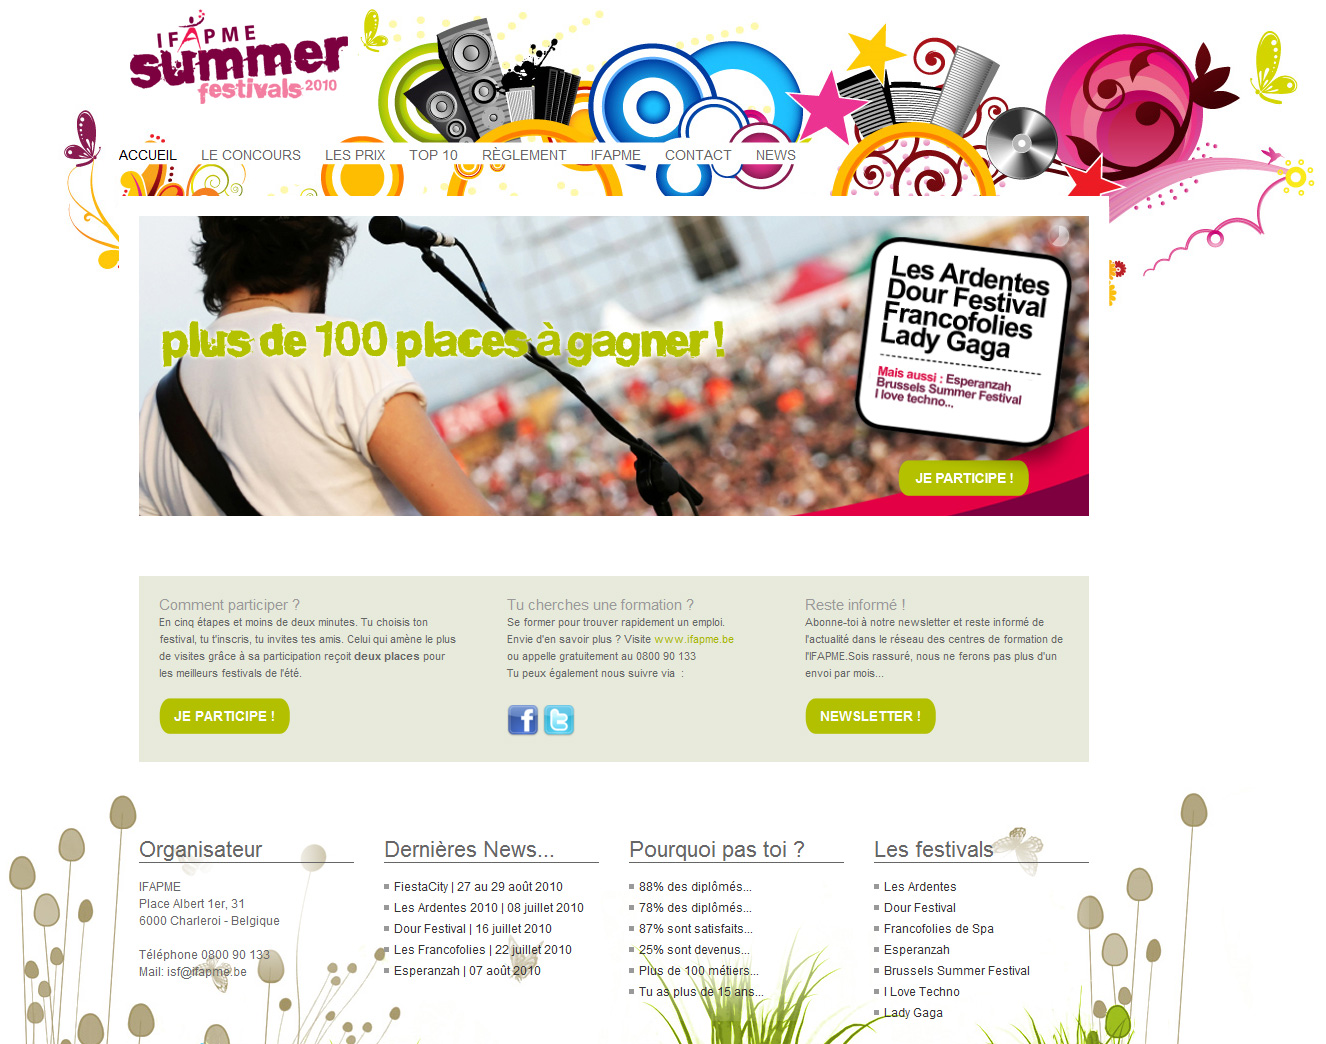 IFAPME
summer
festivals 2010
ACCUEIL LE CONCOURS LES PRIX TOP 10 RÈGLEMENT IFAPME CONTACT NEWS
plus de 100 places à gagner !
Les Ardentes
Dour Festival
Francofolies
Lady Gaga
Mais aussi : Esperanzah
Brussels Summer Festival
I love techno...
JE PARTICIPE !
Comment participer ?
En cinq étapes et moins de deux minutes. Tu choisis ton
festival, tu t'inscris, tu invites tes amis. Celui qui amène le plus
de visites grâce à sa participation reçoit deux places pour
les meilleurs festivals de l'été.
JE PARTICIPE !
Tu cherches une formation ?
Se former pour trouver rapidement un emploi.
Envie d'en savoir plus ? Visite www.ifapme.be
ou appelle gratuitement au 0800 90 133
Tu peux également nous suivre via :
f t
Reste informé !
Abonne-toi à notre newsletter et reste informé de
l'actualité dans le réseau des centres de formation de
l'IFAPME.Sois rassuré, nous ne ferons pas plus d'un
envoi par mois...
NEWSLETTER !
Organisateur
IFAPME
Place Albert 1er, 31
6000 Charleroi - Belgique
Téléphone 0800 90 133
Mail: isf@ifapme.be
Dernières News...
FiestaCity | 27 au 29 août 2010
Les Ardentes 2010 | 08 juillet 2010
Dour Festival | 16 juillet 2010
Les Francofolies | 22 juillet 2010
Esperanzah | 07 août 2010
Pourquoi pas toi ?
88% des diplômés...
78% des diplômés...
87% sont satisfaits...
25% sont devenus...
Plus de 100 métiers...
Tu as plus de 15 ans...
Les festivals
Les Ardentes
Dour Festival
Francofolies de Spa
Esperanzah
Brussels Summer Festival
I Love Techno
Lady Gaga